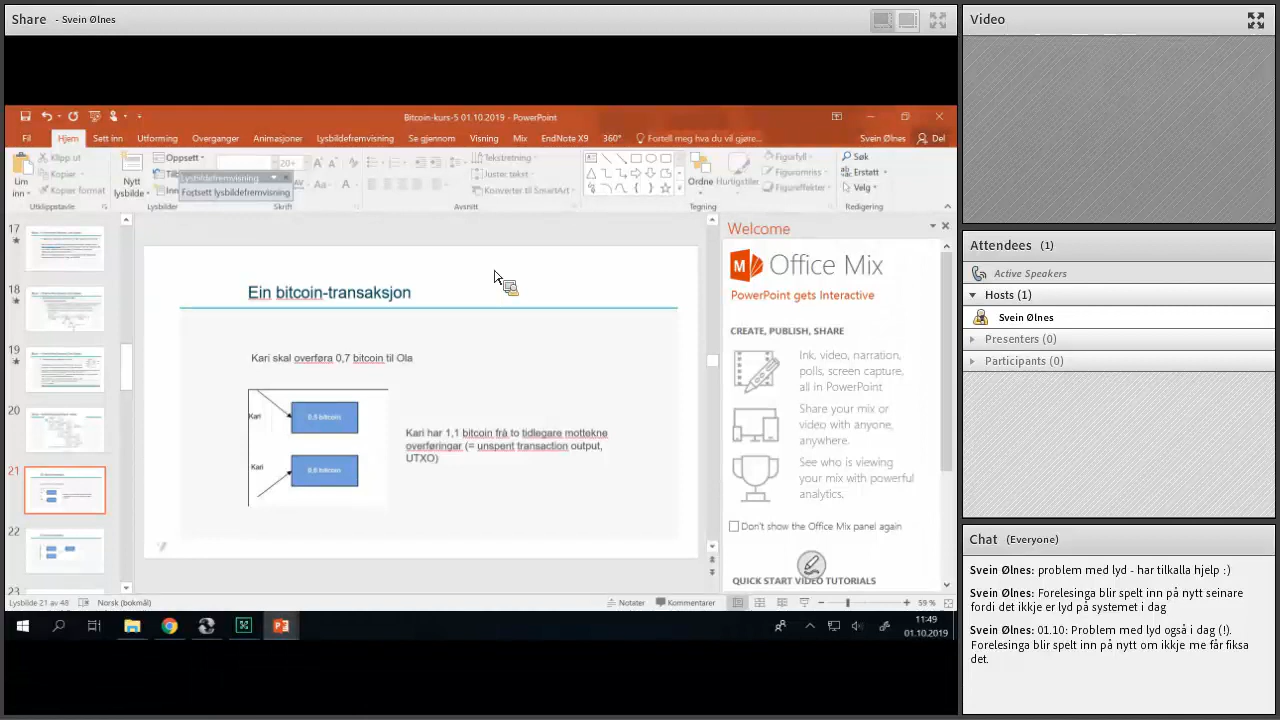 Share - Svein Ølnes
Video
Bitcoin-kurs-5 01.10.2019 - PowerPoint
Fil Hjem Sett inn Utforming Overganger Animasjoner Lysbildefremvisning Se gjennom Visning Mix EndNote X9 360° Fortell meg hva du vil gjøre... Svein Ølnes Del
Klipp ut
Kopier
Kopier format
Lim inn
Utklippstavle
Nytt lysbilde
Oppsett
Lysbilder
Lysbildefremvisning
Fortsett lysbildefremvisning
20+
Skrift
Tekstretning
Juster tekst
Konverter til SmartArt
Avsnitt
Ordne
Hurtigstiler
Figurfyll
Figuromriss
Figureffekter
Tegning
Søk
Erstatt
Velg
Redigering
17
18
19
20
21
22
23
Ein bitcoin-transaksjon
Kari skal overføra 0,7 bitcoin til Ola
Kari
0,5 bitcoin
Kari
0,6 bitcoin
Kari har 1,1 bitcoin frå to tidlegare mottekne
overføringar (= unspent transaction output,
UTXO)
Welcome
Office Mix
PowerPoint gets Interactive
CREATE, PUBLISH, SHARE
Ink, video, narration,
polls, screen capture,
all in PowerPoint
Share your mix or
video with anyone,
anywhere.
See who is viewing
your mix with powerful
analytics.
Don't show the Office Mix panel again
QUICK START VIDEO TUTORIALS
Lysbilde 21 av 48 Norsk (bokmål) Notater Kommentarer 59 %
11:49
01.10.2019
Attendees (1)
Active Speakers
Hosts (1)
Svein Ølnes
Presenters (0)
Participants (0)
Chat (Everyone)
Svein Ølnes: problem med lyd - har tilkalla hjelp :)
Svein Ølnes: Forelesinga blir spelt inn på nytt seinare
fordi det ikkje er lyd på systemet i dag
Svein Ølnes: 01.10: Problem med lyd også i dag (!).
Forelesinga blir spelt inn på nytt om ikkje me får fiksa
det.